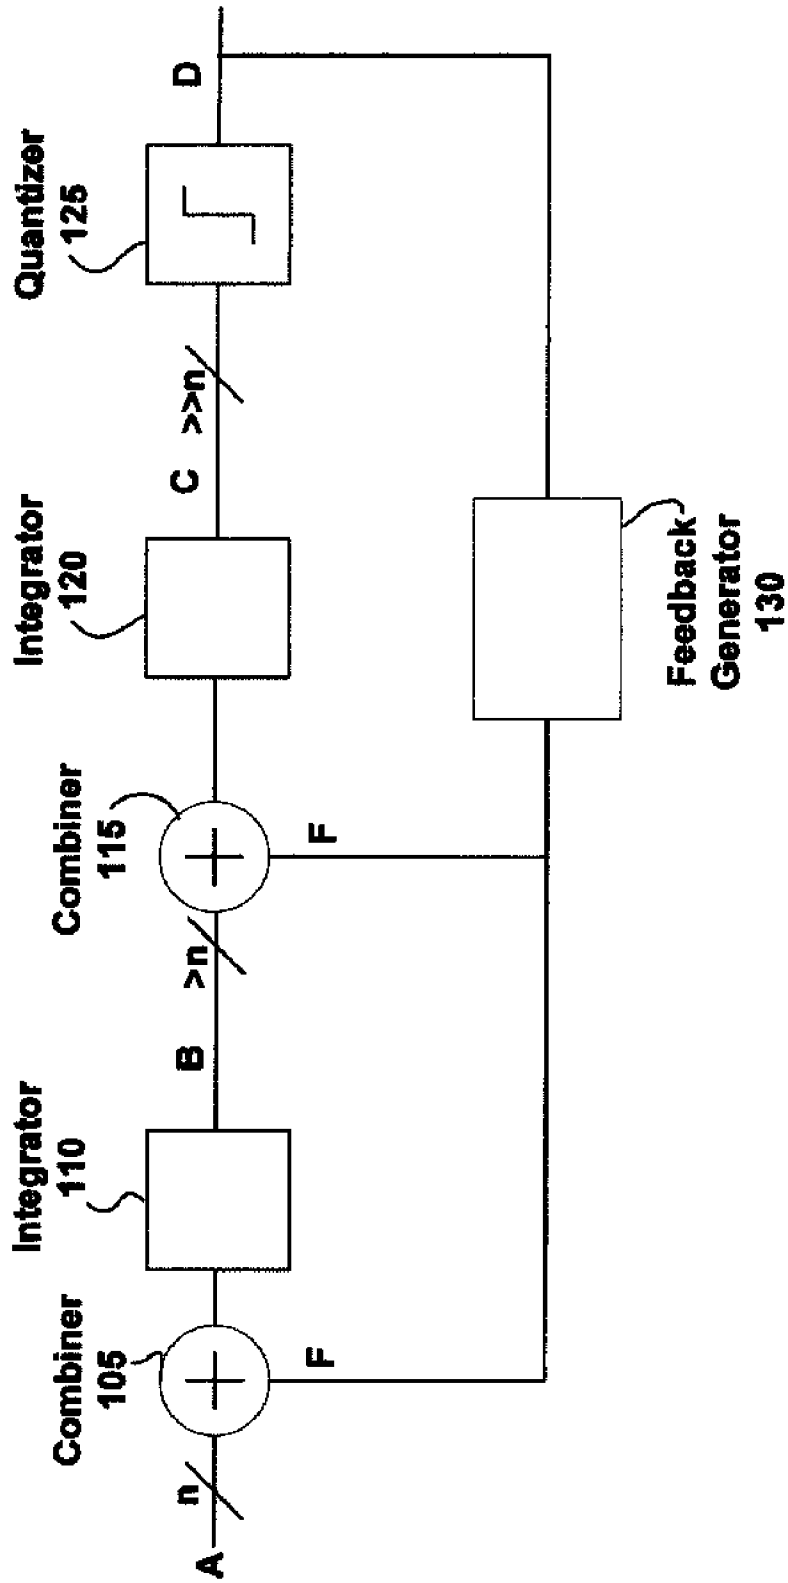 Combiner
105
Integrator
110
Combiner
115
Integrator
120
Quantizer
125
A
n
B
>n
C
>>n
D
F
F
Feedback
Generator
130